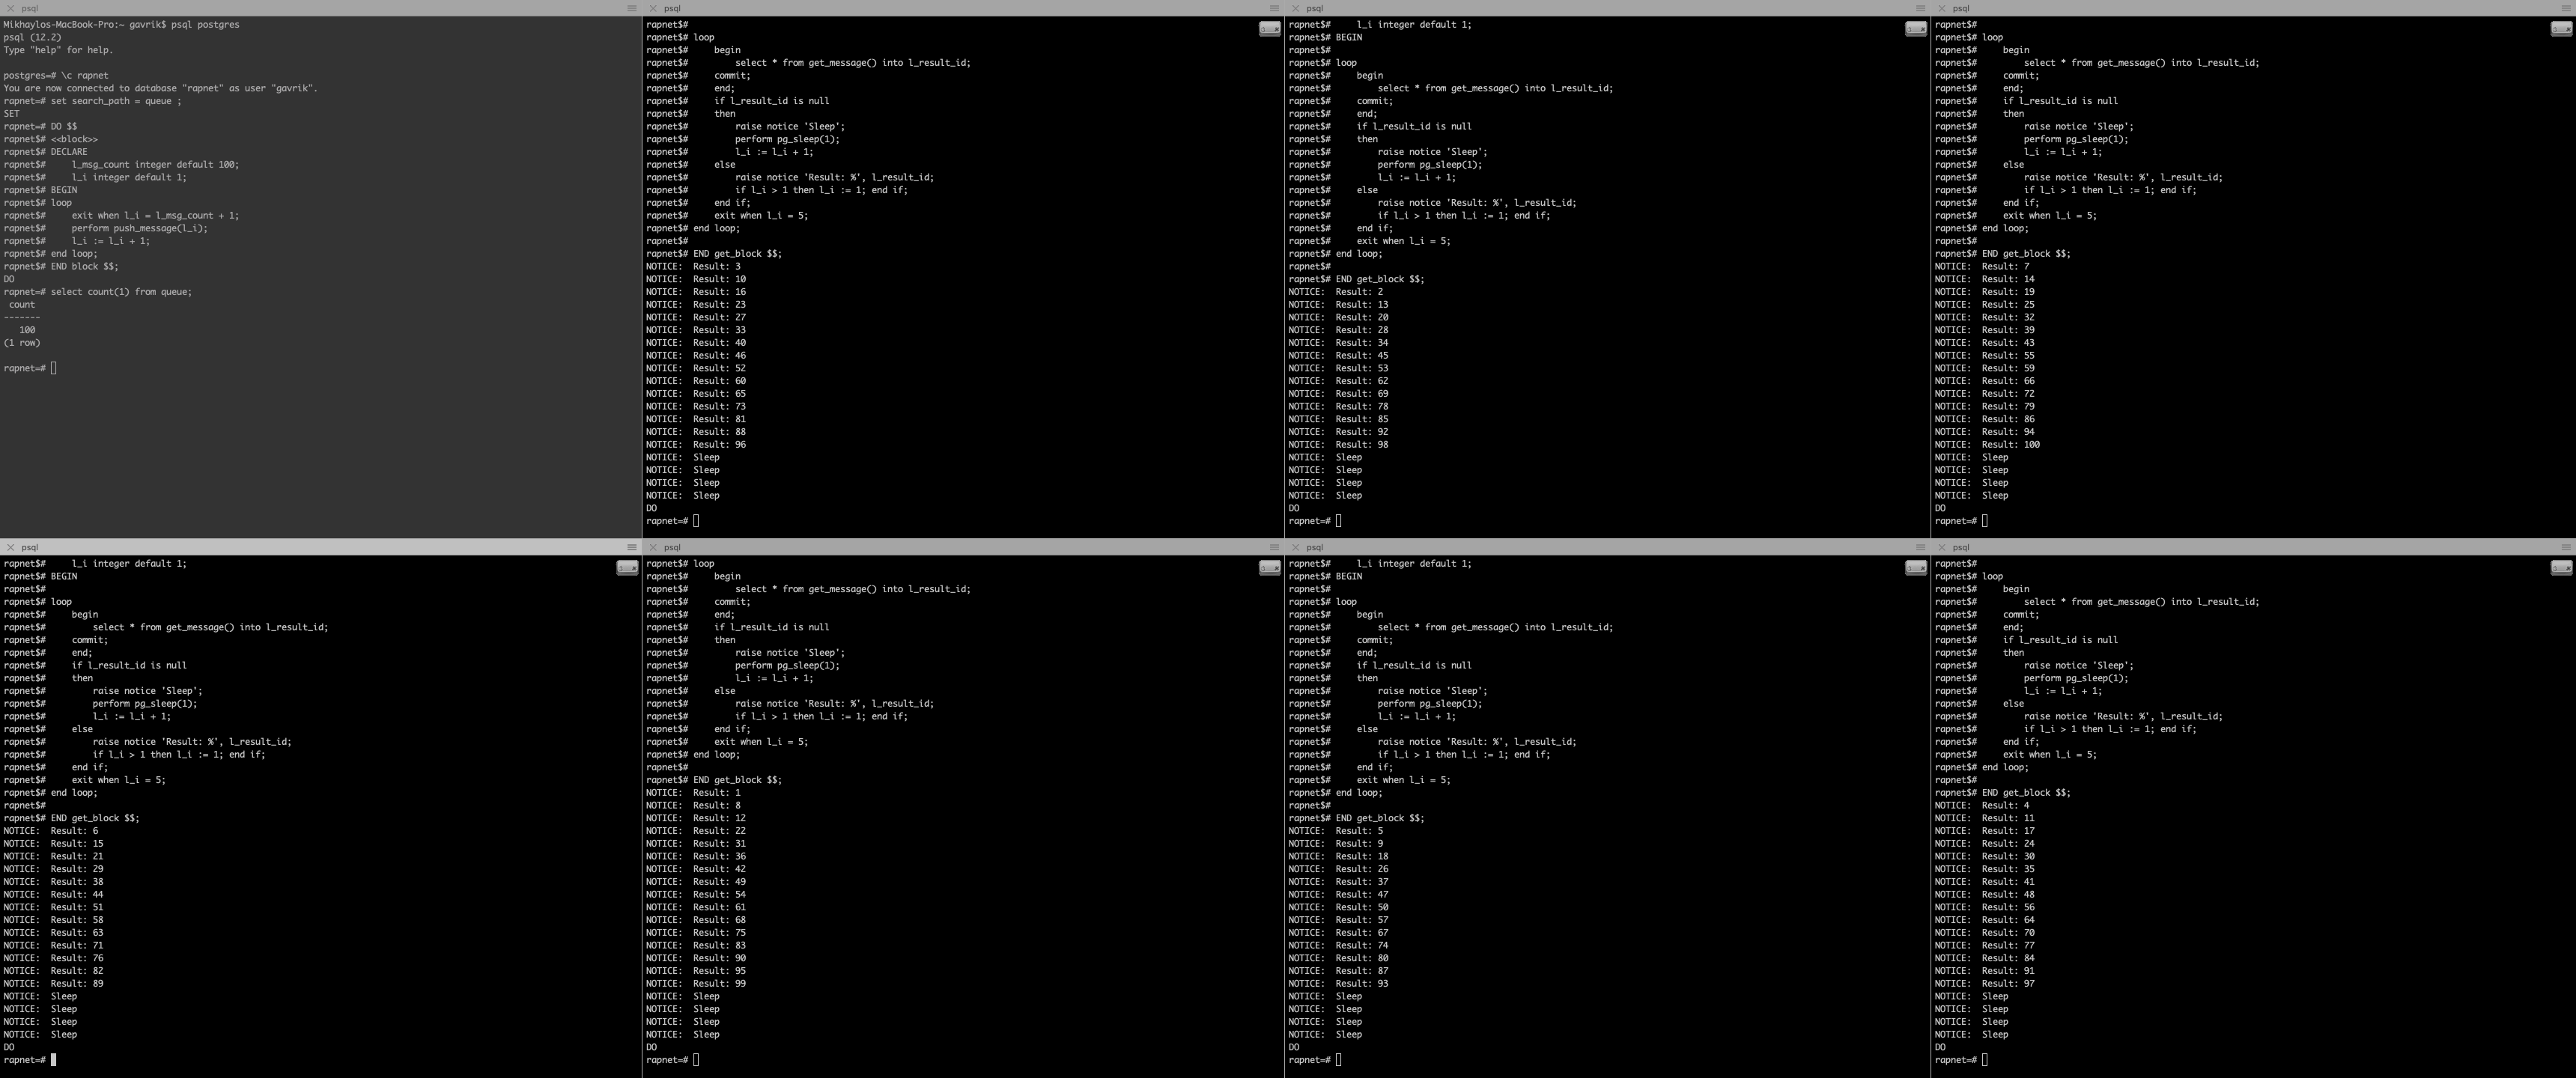 psql
Mikhaylos-MacBook-Pro:~ gavrik$ psql postgres
psql (12.2)
Type "help" for help.
postgres=# \c rapnet
You are now connected to database "rapnet" as user "gavrik".
rapnet=# set search_path = queue ;
SET
rapnet=# DO $$
rapnet$# <<block>>
rapnet$# DECLARE
rapnet$#     l_msg_count integer default 100;
rapnet$#     l_i integer default 1;
rapnet$# BEGIN
rapnet$# loop
rapnet$#     exit when l_i = l_msg_count + 1;
rapnet$#     perform push_message(l_i);
rapnet$#     l_i := l_i + 1;
rapnet$# end loop;
rapnet$# END block $$;
DO
rapnet=# select count(1) from queue;
 count
-------
   100
(1 row)
rapnet=#
psql
rapnet$#
rapnet$# loop
rapnet$#     begin
rapnet$#         select * from get_message() into l_result_id;
rapnet$#     commit;
rapnet$#     end;
rapnet$#     if l_result_id is null
rapnet$#     then
rapnet$#         raise notice 'Sleep';
rapnet$#         perform pg_sleep(1);
rapnet$#         l_i := l_i + 1;
rapnet$#     else
rapnet$#         raise notice 'Result: %', l_result_id;
rapnet$#         if l_i > 1 then l_i := 1; end if;
rapnet$#     end if;
rapnet$#     exit when l_i = 5;
rapnet$# end loop;
rapnet$#
rapnet$# END get_block $$;
NOTICE:  Result: 3
NOTICE:  Result: 10
NOTICE:  Result: 16
NOTICE:  Result: 23
NOTICE:  Result: 27
NOTICE:  Result: 33
NOTICE:  Result: 40
NOTICE:  Result: 46
NOTICE:  Result: 52
NOTICE:  Result: 60
NOTICE:  Result: 65
NOTICE:  Result: 73
NOTICE:  Result: 81
NOTICE:  Result: 88
NOTICE:  Result: 96
NOTICE:  Sleep
NOTICE:  Sleep
NOTICE:  Sleep
NOTICE:  Sleep
DO
rapnet=#
psql
rapnet$#     l_i integer default 1;
rapnet$# BEGIN
rapnet$#
rapnet$# loop
rapnet$#     begin
rapnet$#         select * from get_message() into l_result_id;
rapnet$#     commit;
rapnet$#     end;
rapnet$#     if l_result_id is null
rapnet$#     then
rapnet$#         raise notice 'Sleep';
rapnet$#         perform pg_sleep(1);
rapnet$#         l_i := l_i + 1;
rapnet$#     else
rapnet$#         raise notice 'Result: %', l_result_id;
rapnet$#         if l_i > 1 then l_i := 1; end if;
rapnet$#     end if;
rapnet$#     exit when l_i = 5;
rapnet$# end loop;
rapnet$#
rapnet$# END get_block $$;
NOTICE:  Result: 2
NOTICE:  Result: 13
NOTICE:  Result: 20
NOTICE:  Result: 28
NOTICE:  Result: 34
NOTICE:  Result: 45
NOTICE:  Result: 53
NOTICE:  Result: 62
NOTICE:  Result: 69
NOTICE:  Result: 78
NOTICE:  Result: 85
NOTICE:  Result: 92
NOTICE:  Result: 98
NOTICE:  Sleep
NOTICE:  Sleep
NOTICE:  Sleep
NOTICE:  Sleep
DO
rapnet=#
psql
rapnet$#
rapnet$# loop
rapnet$#     begin
rapnet$#         select * from get_message() into l_result_id;
rapnet$#     commit;
rapnet$#     end;
rapnet$#     if l_result_id is null
rapnet$#     then
rapnet$#         raise notice 'Sleep';
rapnet$#         perform pg_sleep(1);
rapnet$#         l_i := l_i + 1;
rapnet$#     else
rapnet$#         raise notice 'Result: %', l_result_id;
rapnet$#         if l_i > 1 then l_i := 1; end if;
rapnet$#     end if;
rapnet$#     exit when l_i = 5;
rapnet$# end loop;
rapnet$#
rapnet$# END get_block $$;
NOTICE:  Result: 7
NOTICE:  Result: 14
NOTICE:  Result: 19
NOTICE:  Result: 25
NOTICE:  Result: 32
NOTICE:  Result: 39
NOTICE:  Result: 43
NOTICE:  Result: 55
NOTICE:  Result: 59
NOTICE:  Result: 66
NOTICE:  Result: 72
NOTICE:  Result: 79
NOTICE:  Result: 86
NOTICE:  Result: 94
NOTICE:  Result: 100
NOTICE:  Sleep
NOTICE:  Sleep
NOTICE:  Sleep
NOTICE:  Sleep
DO
rapnet=#
psql
rapnet$#     l_i integer default 1;
rapnet$# BEGIN
rapnet$#
rapnet$# loop
rapnet$#     begin
rapnet$#         select * from get_message() into l_result_id;
rapnet$#     commit;
rapnet$#     end;
rapnet$#     if l_result_id is null
rapnet$#     then
rapnet$#         raise notice 'Sleep';
rapnet$#         perform pg_sleep(1);
rapnet$#         l_i := l_i + 1;
rapnet$#     else
rapnet$#         raise notice 'Result: %', l_result_id;
rapnet$#         if l_i > 1 then l_i := 1; end if;
rapnet$#     end if;
rapnet$#     exit when l_i = 5;
rapnet$# end loop;
rapnet$#
rapnet$# END get_block $$;
NOTICE:  Result: 6
NOTICE:  Result: 15
NOTICE:  Result: 21
NOTICE:  Result: 29
NOTICE:  Result: 38
NOTICE:  Result: 44
NOTICE:  Result: 51
NOTICE:  Result: 58
NOTICE:  Result: 63
NOTICE:  Result: 71
NOTICE:  Result: 76
NOTICE:  Result: 82
NOTICE:  Result: 89
NOTICE:  Sleep
NOTICE:  Sleep
NOTICE:  Sleep
NOTICE:  Sleep
DO
rapnet=#
psql
rapnet$# loop
rapnet$#     begin
rapnet$#         select * from get_message() into l_result_id;
rapnet$#     commit;
rapnet$#     end;
rapnet$#     if l_result_id is null
rapnet$#     then
rapnet$#         raise notice 'Sleep';
rapnet$#         perform pg_sleep(1);
rapnet$#         l_i := l_i + 1;
rapnet$#     else
rapnet$#         raise notice 'Result: %', l_result_id;
rapnet$#         if l_i > 1 then l_i := 1; end if;
rapnet$#     end if;
rapnet$#     exit when l_i = 5;
rapnet$# end loop;
rapnet$#
rapnet$# END get_block $$;
NOTICE:  Result: 1
NOTICE:  Result: 8
NOTICE:  Result: 12
NOTICE:  Result: 22
NOTICE:  Result: 31
NOTICE:  Result: 36
NOTICE:  Result: 42
NOTICE:  Result: 49
NOTICE:  Result: 54
NOTICE:  Result: 61
NOTICE:  Result: 68
NOTICE:  Result: 75
NOTICE:  Result: 83
NOTICE:  Result: 90
NOTICE:  Result: 95
NOTICE:  Result: 99
NOTICE:  Sleep
NOTICE:  Sleep
NOTICE:  Sleep
NOTICE:  Sleep
DO
rapnet=#
psql
rapnet$#     l_i integer default 1;
rapnet$# BEGIN
rapnet$#
rapnet$# loop
rapnet$#     begin
rapnet$#         select * from get_message() into l_result_id;
rapnet$#     commit;
rapnet$#     end;
rapnet$#     if l_result_id is null
rapnet$#     then
rapnet$#         raise notice 'Sleep';
rapnet$#         perform pg_sleep(1);
rapnet$#         l_i := l_i + 1;
rapnet$#     else
rapnet$#         raise notice 'Result: %', l_result_id;
rapnet$#         if l_i > 1 then l_i := 1; end if;
rapnet$#     end if;
rapnet$#     exit when l_i = 5;
rapnet$# end loop;
rapnet$#
rapnet$# END get_block $$;
NOTICE:  Result: 5
NOTICE:  Result: 9
NOTICE:  Result: 18
NOTICE:  Result: 26
NOTICE:  Result: 37
NOTICE:  Result: 47
NOTICE:  Result: 50
NOTICE:  Result: 57
NOTICE:  Result: 67
NOTICE:  Result: 74
NOTICE:  Result: 80
NOTICE:  Result: 87
NOTICE:  Result: 93
NOTICE:  Sleep
NOTICE:  Sleep
NOTICE:  Sleep
NOTICE:  Sleep
DO
rapnet=#
psql
rapnet$#
rapnet$# loop
rapnet$#     begin
rapnet$#         select * from get_message() into l_result_id;
rapnet$#     commit;
rapnet$#     end;
rapnet$#     if l_result_id is null
rapnet$#     then
rapnet$#         raise notice 'Sleep';
rapnet$#         perform pg_sleep(1);
rapnet$#         l_i := l_i + 1;
rapnet$#     else
rapnet$#         raise notice 'Result: %', l_result_id;
rapnet$#         if l_i > 1 then l_i := 1; end if;
rapnet$#     end if;
rapnet$#     exit when l_i = 5;
rapnet$# end loop;
rapnet$#
rapnet$# END get_block $$;
NOTICE:  Result: 4
NOTICE:  Result: 11
NOTICE:  Result: 17
NOTICE:  Result: 24
NOTICE:  Result: 30
NOTICE:  Result: 35
NOTICE:  Result: 41
NOTICE:  Result: 48
NOTICE:  Result: 56
NOTICE:  Result: 64
NOTICE:  Result: 70
NOTICE:  Result: 77
NOTICE:  Result: 84
NOTICE:  Result: 91
NOTICE:  Result: 97
NOTICE:  Sleep
NOTICE:  Sleep
NOTICE:  Sleep
NOTICE:  Sleep
DO
rapnet=#